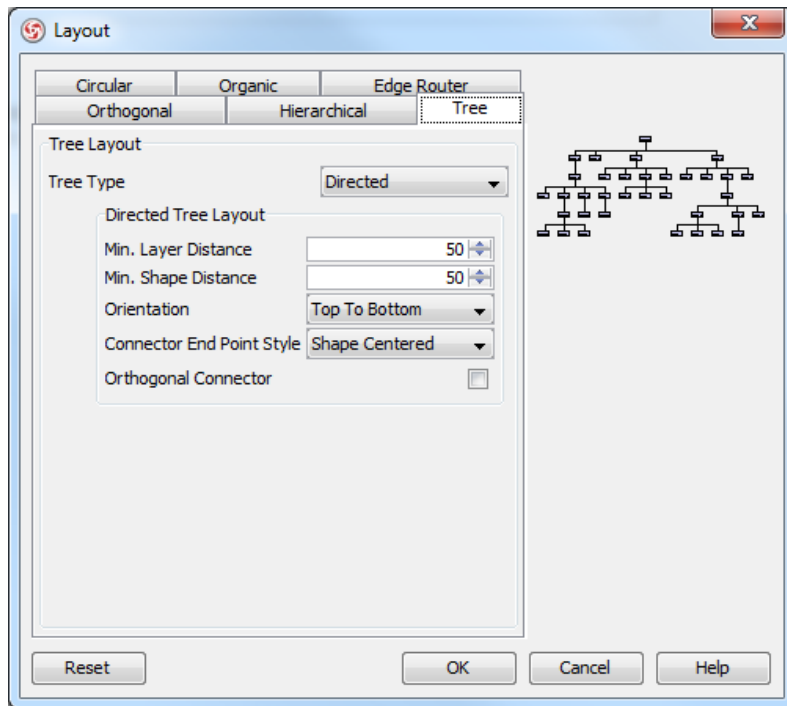 Layout
Circular Organic Edge Router
Orthogonal Hierarchical Tree
Tree Layout
Tree Type Directed
Directed Tree Layout
Min. Layer Distance 50
Min. Shape Distance 50
Orientation Top To Bottom
Connector End Point Style Shape Centered
Orthogonal Connector
Reset OK Cancel Help